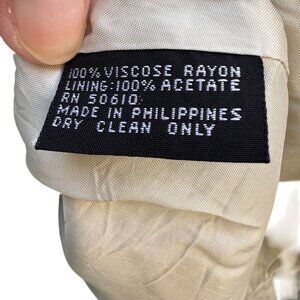 100% VISCOSE RAYON
LINING:100% ACETATE
RN 50610
MADE IN PHILIPPINES
DRY CLEAN ONLY